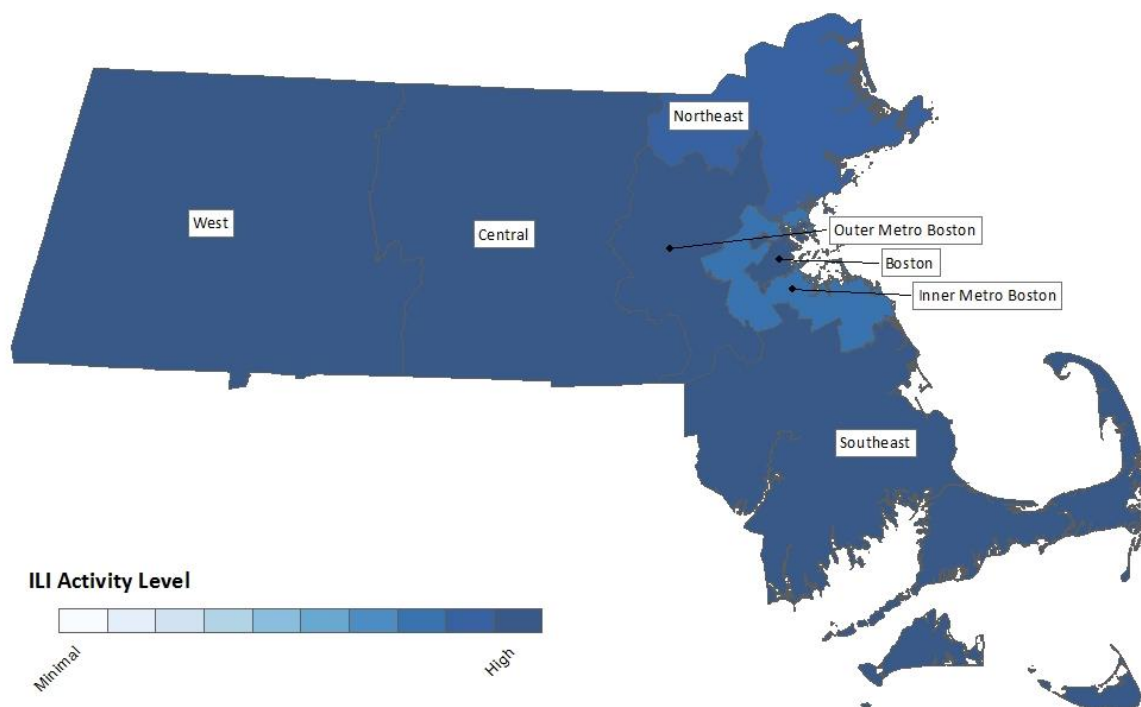 Northeast
West
Central
Outer Metro Boston
Boston
Inner Metro Boston
Southeast
ILI Activity Level
Minimal
High